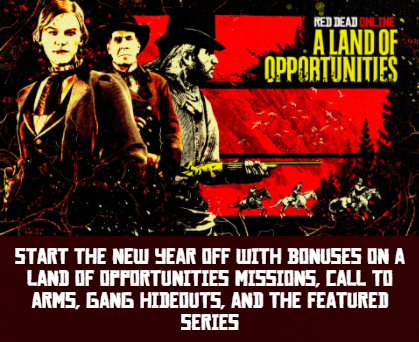 RED DEAD ONLINE
A LAND OF
OPPORTUNITIES
START THE NEW YEAR OFF WITH BONUSES ON A
LAND OF OPPORTUNITIES MISSIONS, CALL TO
ARMS, GANG HIDEOUTS, AND THE FEATURED
SERIES